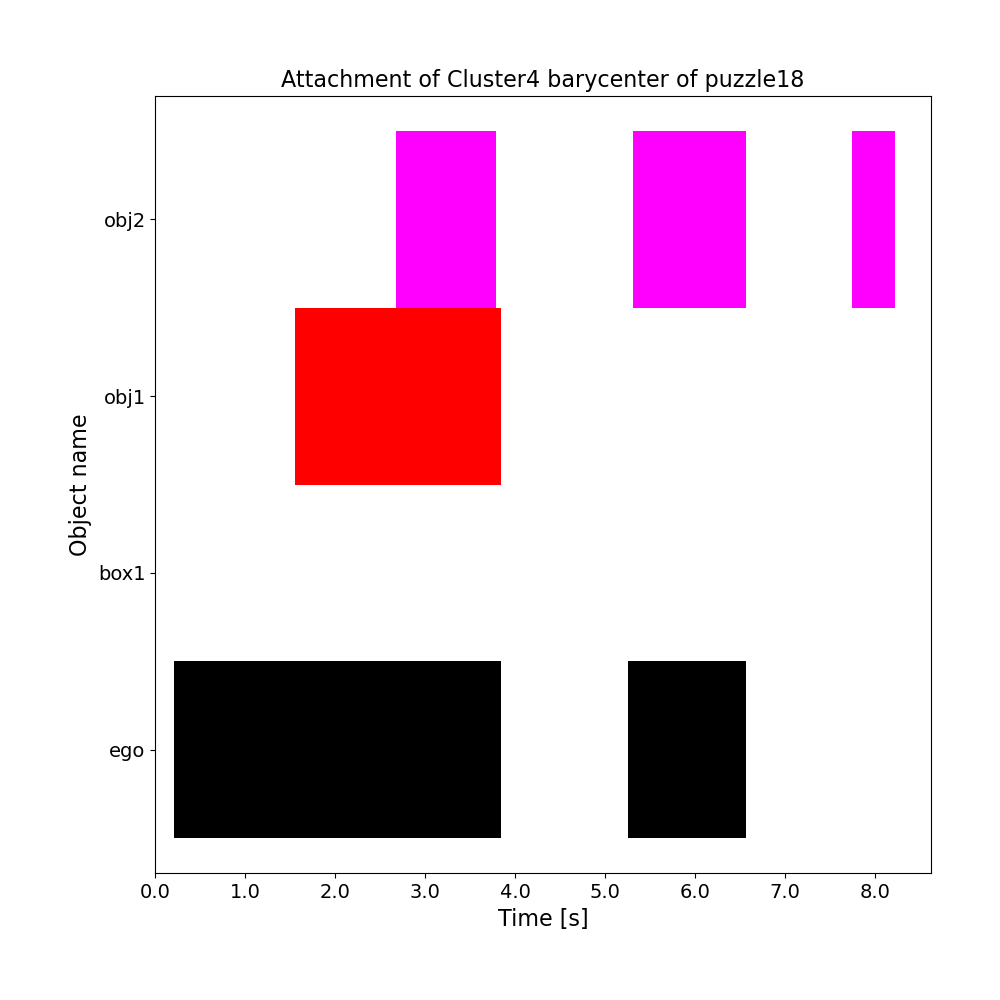 Attachment of Cluster4 barycenter of puzzle18
obj2
obj1
box1
ego
Object name
0.0 1.0 2.0 3.0 4.0 5.0 6.0 7.0 8.0
Time [s]